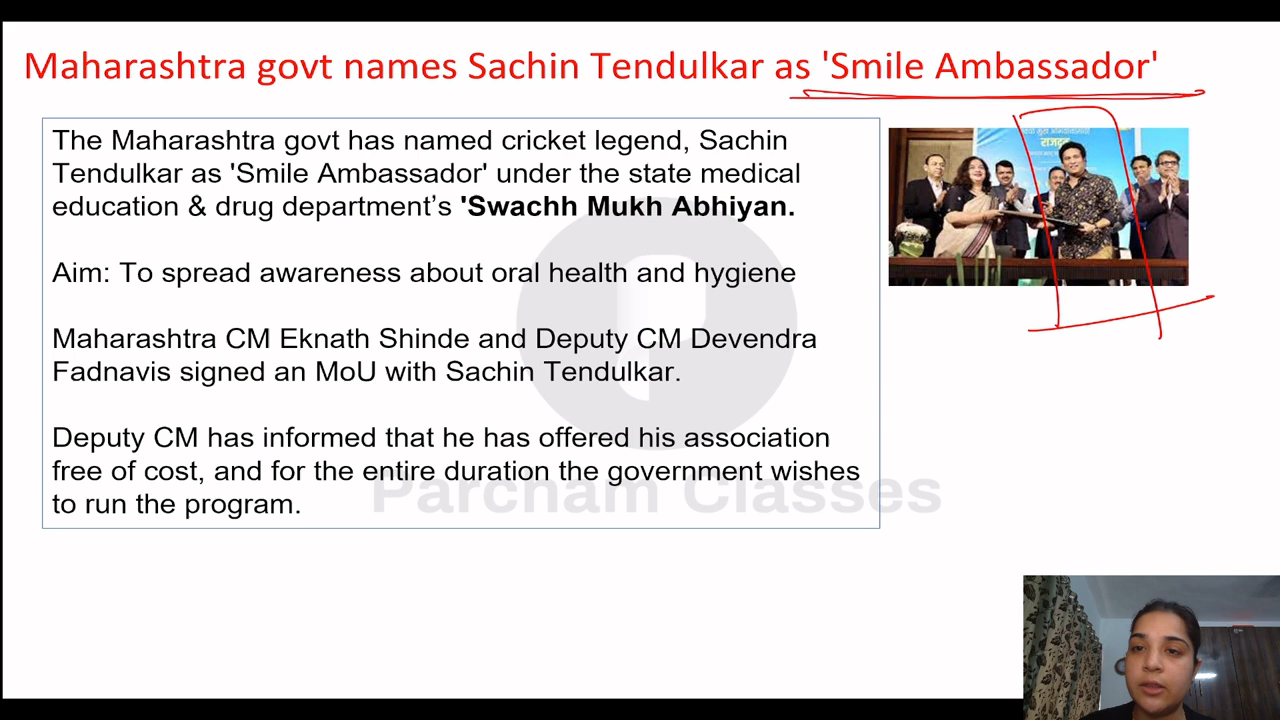 Maharashtra govt names Sachin Tendulkar as 'Smile Ambassador'
The Maharashtra govt has named cricket legend, Sachin
Tendulkar as 'Smile Ambassador' under the state medical
education & drug department’s 'Swachh Mukh Abhiyan.
Aim: To spread awareness about oral health and hygiene
Maharashtra CM Eknath Shinde and Deputy CM Devendra
Fadnavis signed an MoU with Sachin Tendulkar.
Deputy CM has informed that he has offered his association
free of cost, and for the entire duration the government wishes
to run the program.
Parcham Classes